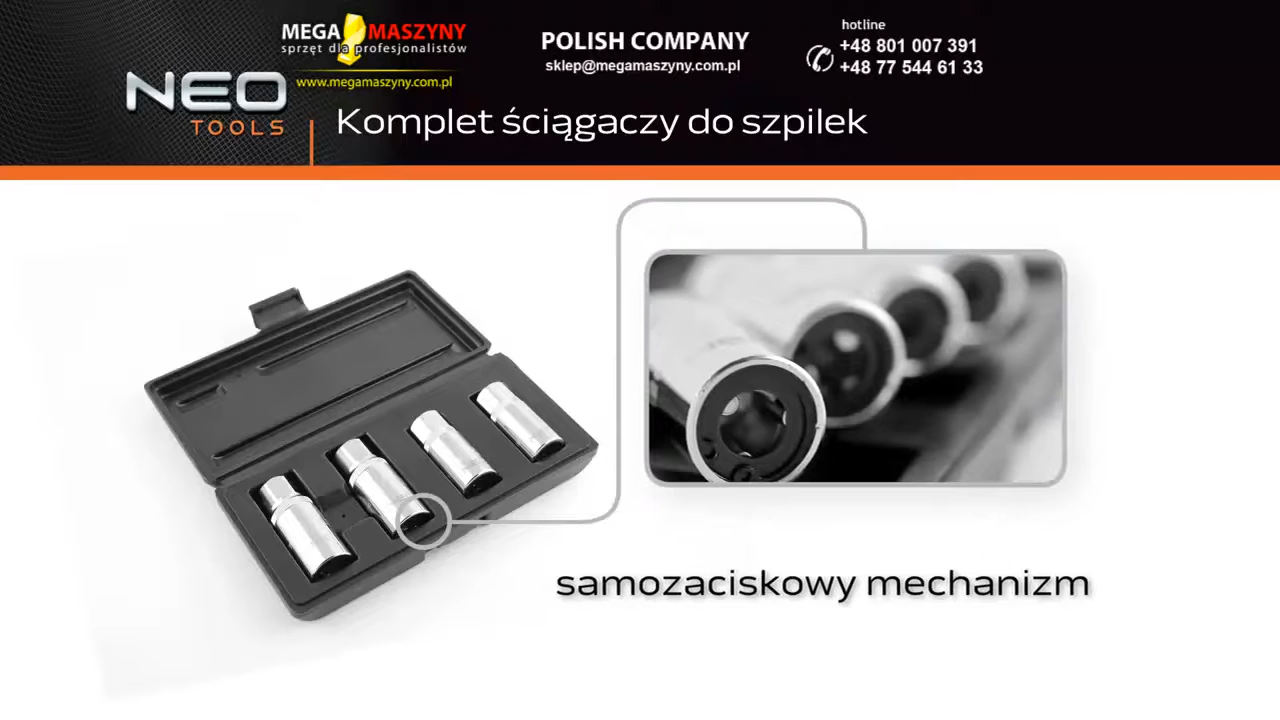 MEGA MASZYNY
sprzęt dla profesjonalistów
www.megamaszyny.com.pl
POLISH COMPANY
sklep@megamaszyny.com.pl
hotline
+48 801 007 391
+48 77 544 61 33
NEO
TOOLS
Komplet ściągaczy do szpilek
samozaciskowy mechanizm